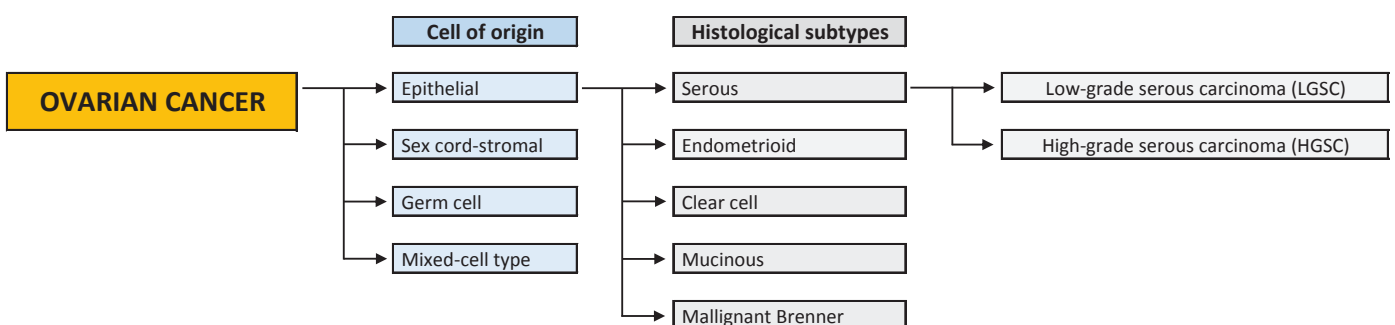 Cell of origin
Histological subtypes
OVARIAN CANCER
Epithelial
Serous
Low-grade serous carcinoma (LGSC)
Sex cord-stromal
Endometrioid
High-grade serous carcinoma (HGSC)
Germ cell
Clear cell
Mixed-cell type
Mucinous
Mallignant Brenner